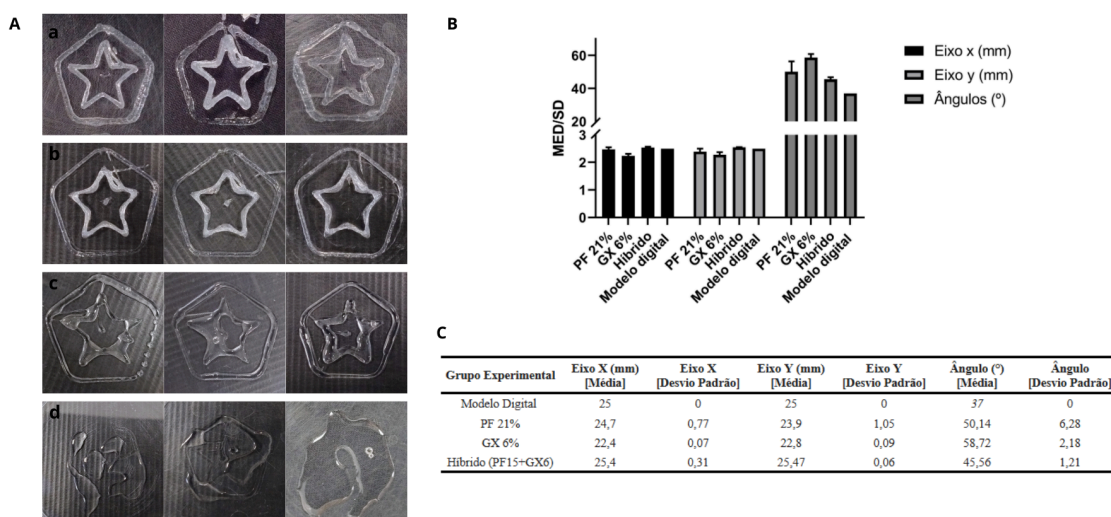 A
a
b
c
d
B
MED/SD
60
40
20
3
2
1
0
PF 21%
GX 6%
Híbrido
Modelo digital
PF 21%
GX 6%
Híbrido
Modelo digital
PF 21%
GX 6%
Híbrido
Modelo digital
Eixo x (mm)
Eixo y (mm)
Ângulos (º)
C
Grupo Experimental Eixo X (mm) [Média] Eixo X [Desvio Padrão] Eixo Y (mm) [Média] Eixo Y [Desvio Padrão] Ângulo (º) [Média] Ângulo [Desvio Padrão]
Modelo Digital 25 0 25 0 37 0
PF 21% 24,7 0,77 23,9 1,05 50,14 6,28
GX 6% 22,4 0,07 22,8 0,09 58,72 2,18
Híbrido (PF15+GX6) 25,4 0,31 25,47 0,06 45,56 1,21